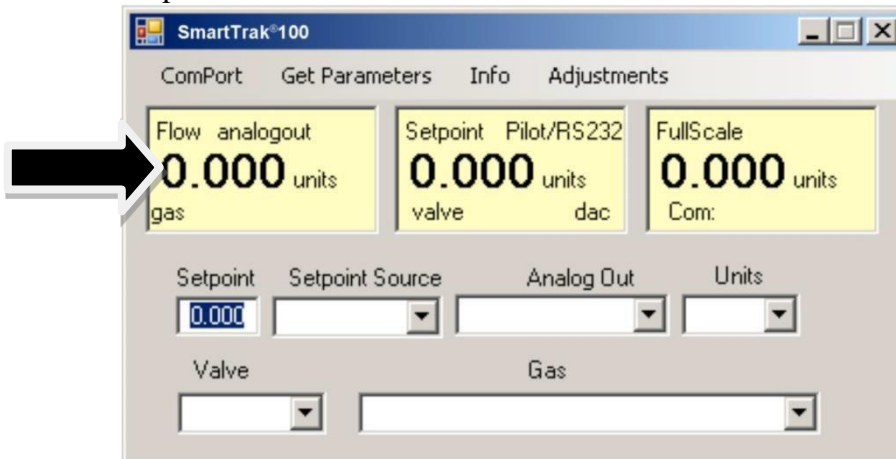 SmartTrak®100
ComPort Get Parameters Info Adjustments
Flow analogout
0.000 units
gas
Setpoint Pilot/RS232
0.000 units
valve dac
FullScale
0.000 units
Com:
Setpoint Setpoint Source Analog Out Units
0.000
Valve Gas